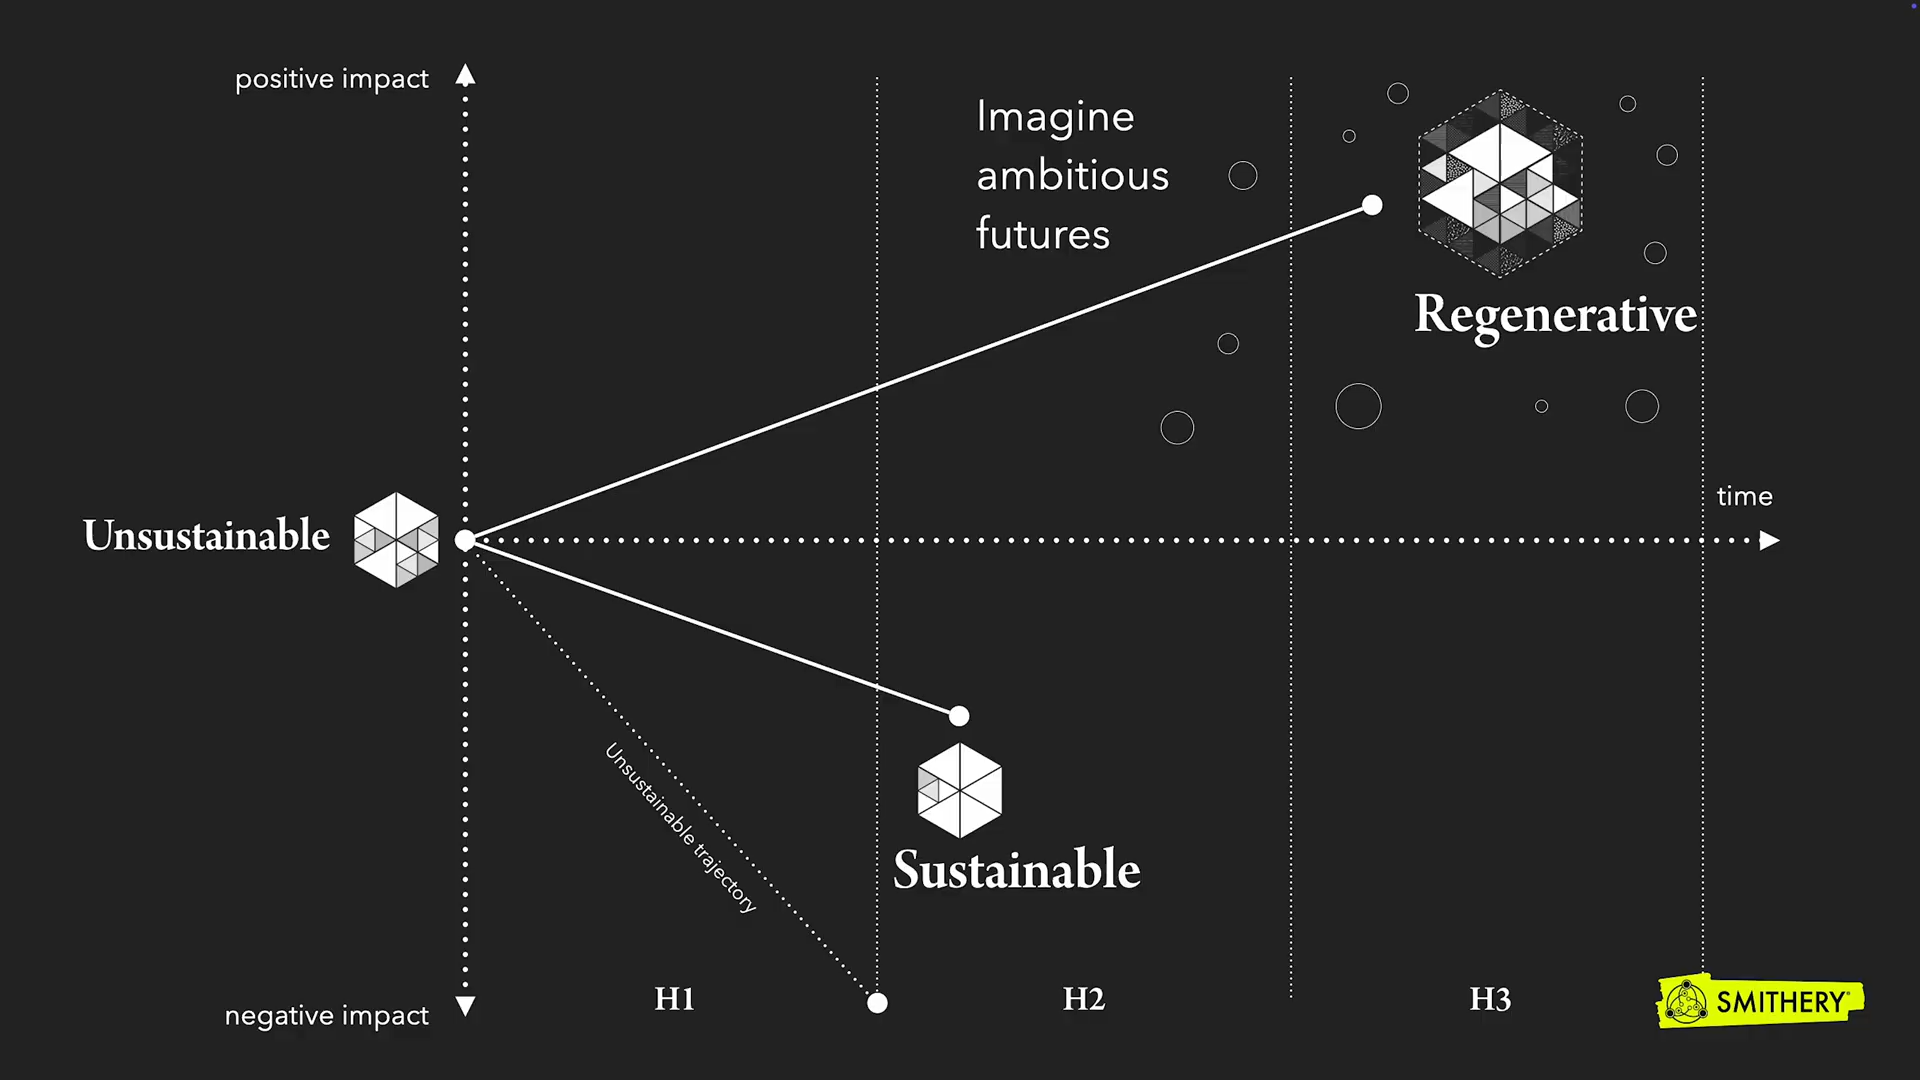 positive impact
Imagine
ambitious
futures
Regenerative
time
Unsustainable
Unsustainable trajectory
Sustainable
H1
H2
H3
negative impact
SMITHERY®